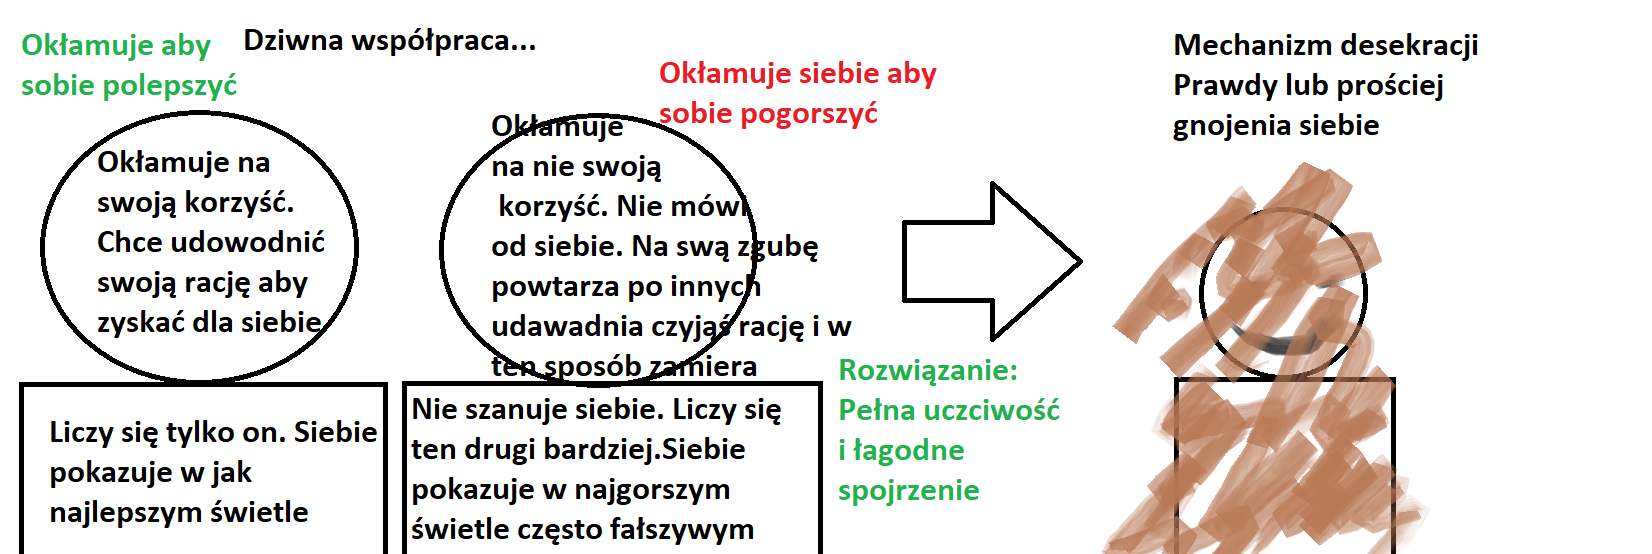 Okłamuje aby
sobie polepszyć
Dziwna współpraca...
Okłamuje na
swoją korzyść.
Chce udowodnić
swoją rację aby
zyskać dla siebie
Liczy się tylko on. Siebie
pokazuje w jak
najlepszym świetle
Okłamuje siebie aby
sobie pogorszyć
Okłamuje
na nie swoją
korzyść. Nie mówi
od siebie. Na swą zgubę
powtarza po innych
udawadnia czyjąś rację i w
ten sposób zamiera
Nie szanuje siebie. Liczy się
ten drugi bardziej.Siebie
pokazuje w najgorszym
świetle często fałszywym
Rozwiązanie:
Pełna uczciwość
i łagodne
spojrzenie
Mechanizm desekracji
Prawdy lub prościej
gnojenia siebie